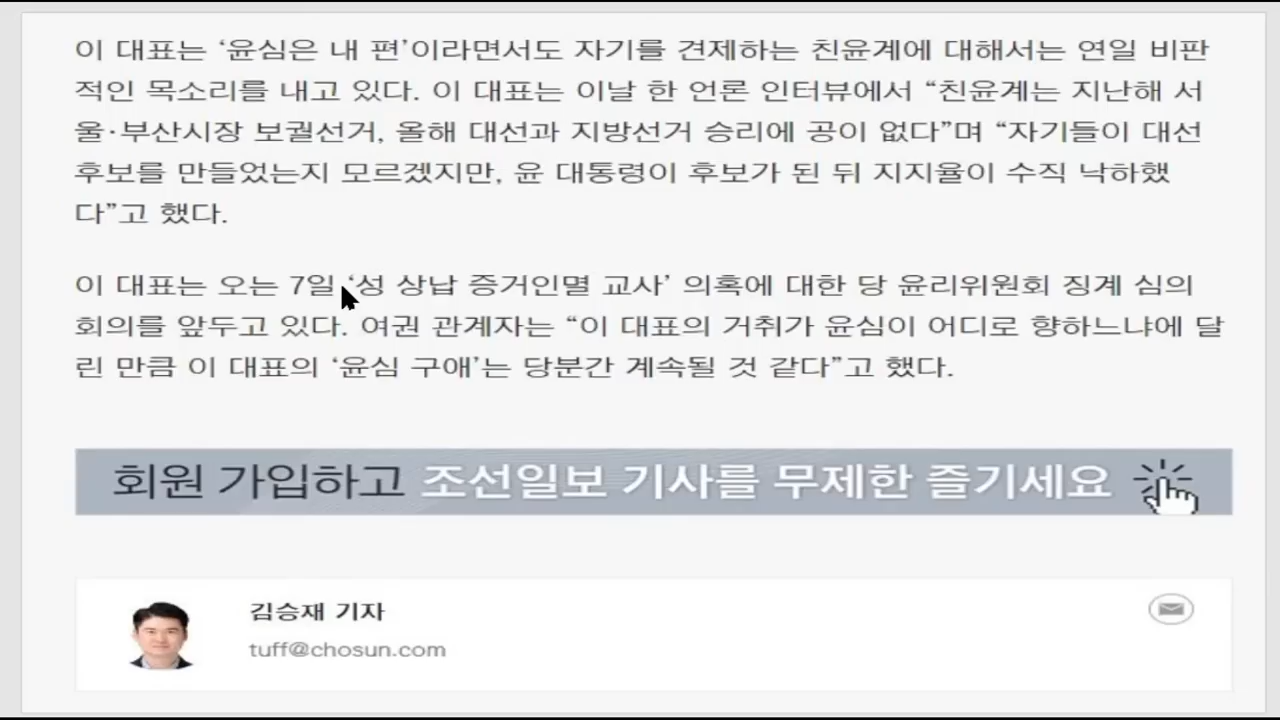 이 대표는 ‘윤심은 내 편’이라면서도 자기를 견제하는 친윤계에 대해서는 연일 비판
적인 목소리를 내고 있다. 이 대표는 이날 한 언론 인터뷰에서 “친윤계는 지난해 서
울·부산시장 보궐선거, 올해 대선과 지방선거 승리에 공이 없다”며 “자기들이 대선
후보를 만들었는지 모르겠지만, 윤 대통령이 후보가 된 뒤 지지율이 수직 낙하했
다”고 했다.
이 대표는 오는 7일 ‘성 상납 증거인멸 교사’ 의혹에 대한 당 윤리위원회 징계 심의
회의를 앞두고 있다. 여권 관계자는 “이 대표의 거취가 윤심이 어디로 향하느냐에 달
린 만큼 이 대표의 ‘윤심 구애’는 당분간 계속될 것 같다”고 했다.
회원 가입하고 조선일보 기사를 무제한 즐기세요
김승재 기자
tuff@chosun.com